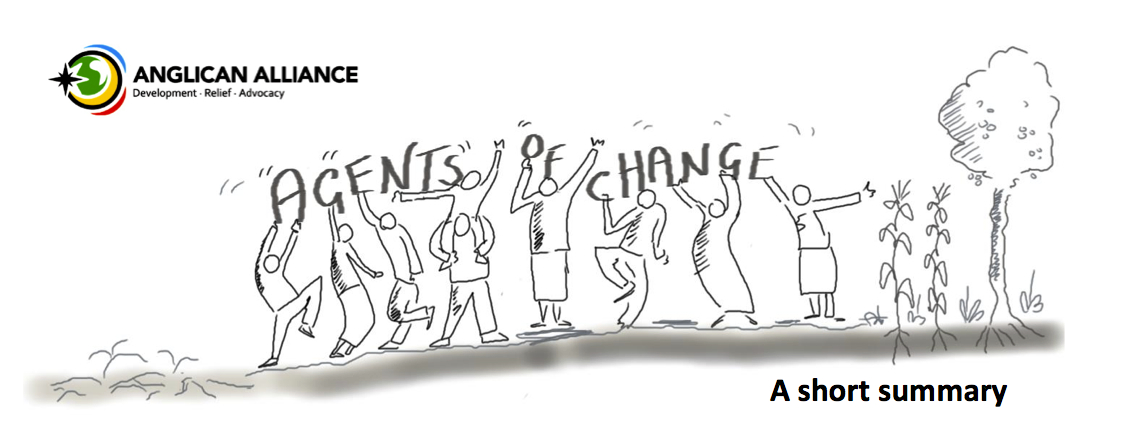 ANGLICAN ALLIANCE
Development · Relief · Advocacy
"AGENTS OF CHANGE
A short summary